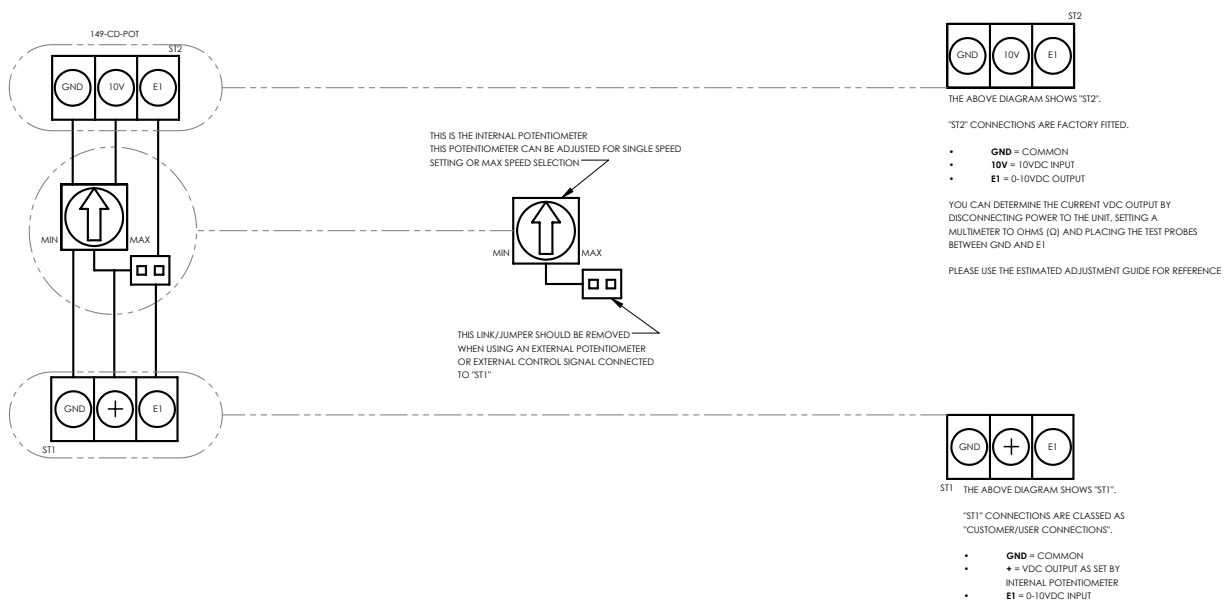 149-CD-POT
ST2
GND 10V E1
MIN MAX
GND + E1
ST1
THIS IS THE INTERNAL POTENTIOMETER
THIS POTENTIOMETER CAN BE ADJUSTED FOR SINGLE SPEED
SETTING OR MAX SPEED SELECTION
MIN MAX
THIS LINK/JUMPER SHOULD BE REMOVED
WHEN USING AN EXTERNAL POTENTIOMETER
OR EXTERNAL CONTROL SIGNAL CONNECTED
TO "ST1"
ST2
GND 10V E1
THE ABOVE DIAGRAM SHOWS "ST2".
"ST2" CONNECTIONS ARE FACTORY FITTED.
• GND = COMMON
• 10V = 10VDC INPUT
• E1 = 0-10VDC OUTPUT
YOU CAN DETERMINE THE CURRENT VDC OUTPUT BY
DISCONNECTING POWER TO THE UNIT, SETTING A
MULTIMETER TO OHMS (Ω) AND PLACING THE TEST PROBES
BETWEEN GND AND E1
PLEASE USE THE ESTIMATED ADJUSTMENT GUIDE FOR REFERENCE
GND + E1
ST1
THE ABOVE DIAGRAM SHOWS "ST1".
"ST1" CONNECTIONS ARE CLASSED AS
"CUSTOMER/USER CONNECTIONS".
• GND = COMMON
• + = VDC OUTPUT AS SET BY
INTERNAL POTENTIOMETER
• E1 = 0-10VDC INPUT